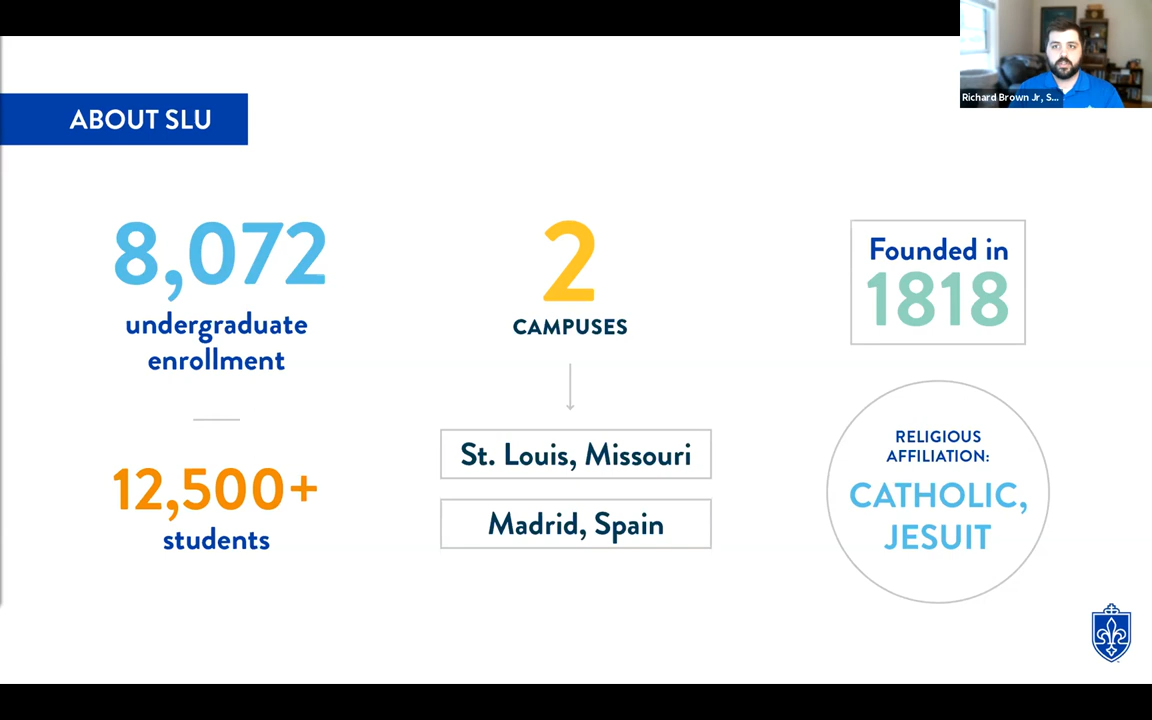 Richard Brown Jr, S...
ABOUT SLU
8,072
undergraduate
enrollment
12,500+
students
2
CAMPUSES
St. Louis, Missouri
Madrid, Spain
Founded in
1818
RELIGIOUS
AFFILIATION:
CATHOLIC,
JESUIT